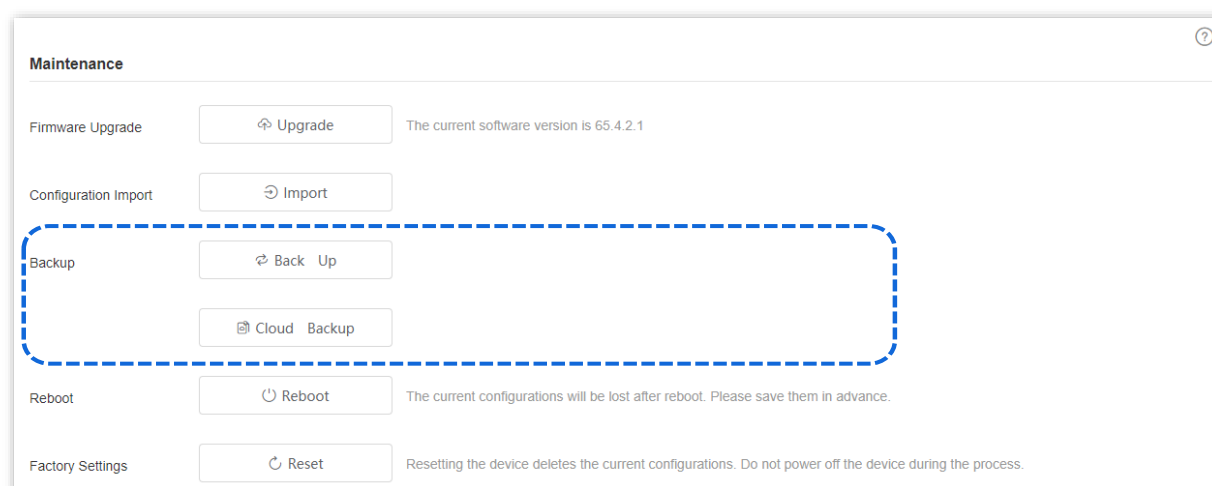 ?
Maintenance
Firmware Upgrade Upgrade The current software version is 65.4.2.1
Configuration Import Import
Backup Back Up
Cloud Backup
Reboot Reboot The current configurations will be lost after reboot. Please save them in advance.
Factory Settings Reset Resetting the device deletes the current configurations. Do not power off the device during the process.